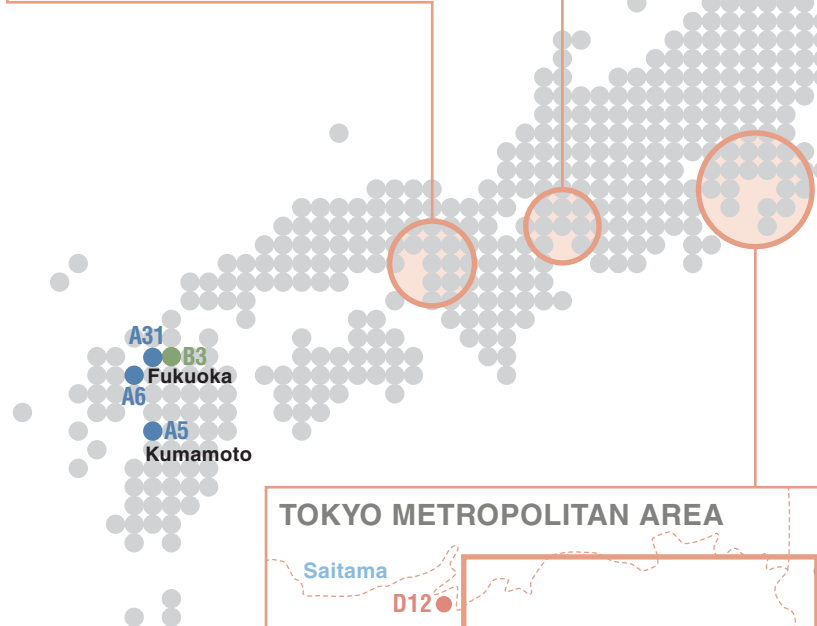 A31
B3
Fukuoka
A6
A5
Kumamoto
TOKYO METROPOLITAN AREA
Saitama
D12